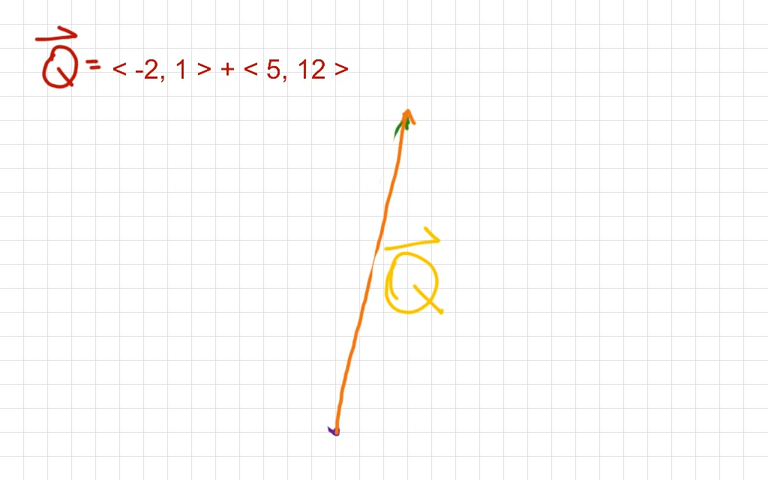 Q⃗ = < -2, 1 > + < 5, 12 >
Q⃗